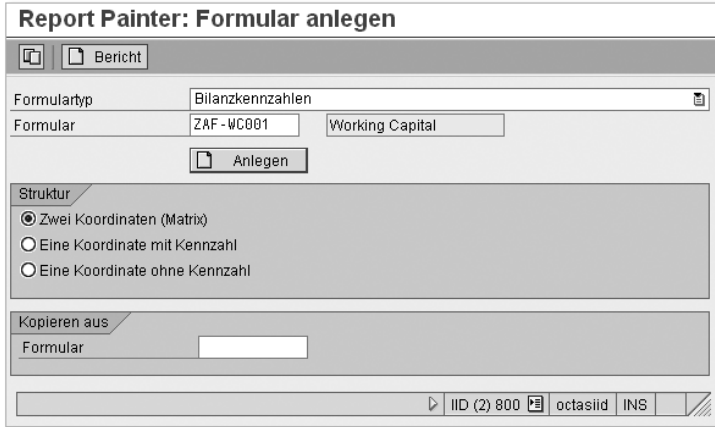 Report Painter: Formular anlegen
Bericht
Formulartyp Bilanzkennzahlen
Formular ZAF-WC001 Working Capital
Anlegen
Struktur
Zwei Koordinaten (Matrix)
Eine Koordinate mit Kennzahl
Eine Koordinate ohne Kennzahl
Kopieren aus
Formular
IID (2) 800 octasiid INS